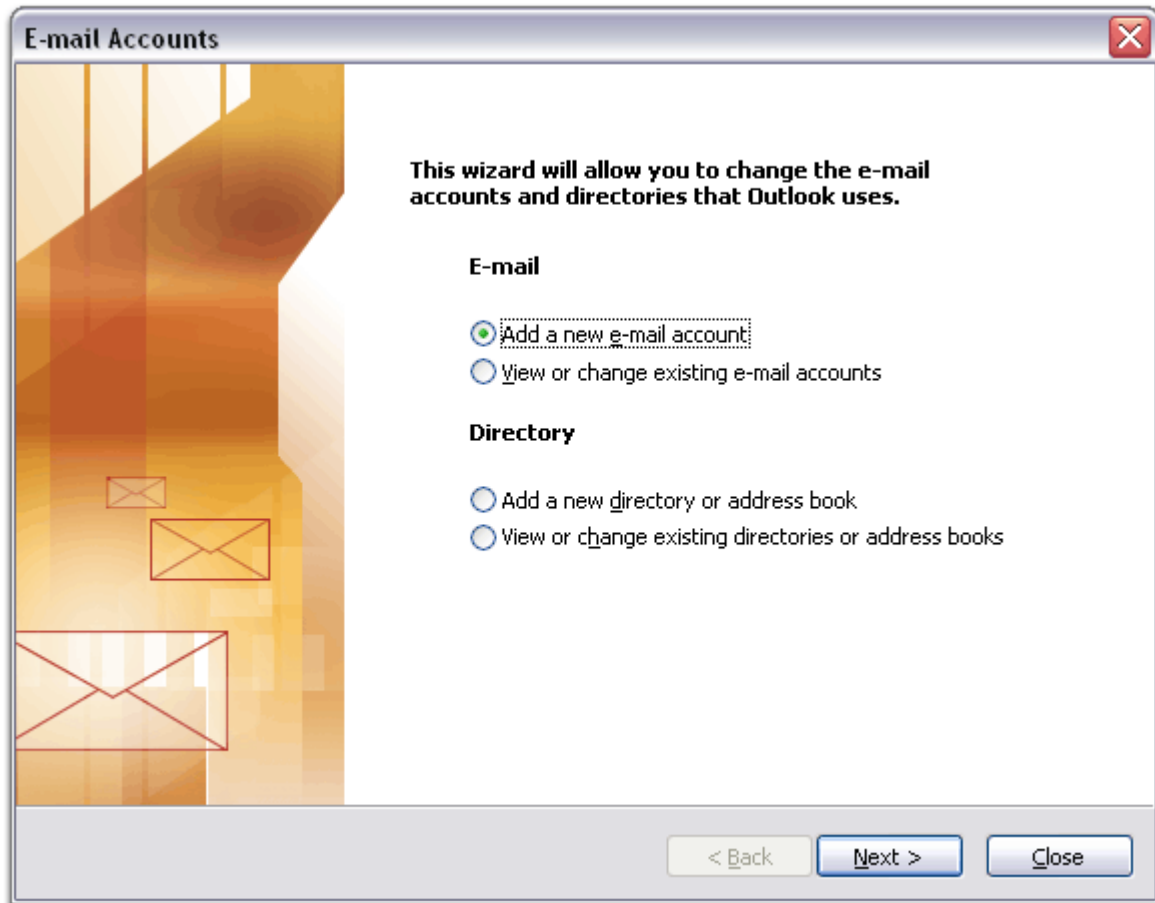 E-mail Accounts
This wizard will allow you to change the e-mail
accounts and directories that Outlook uses.
E-mail
Add a new e-mail account
View or change existing e-mail accounts
Directory
Add a new directory or address book
View or change existing directories or address books
< Back Next > Close